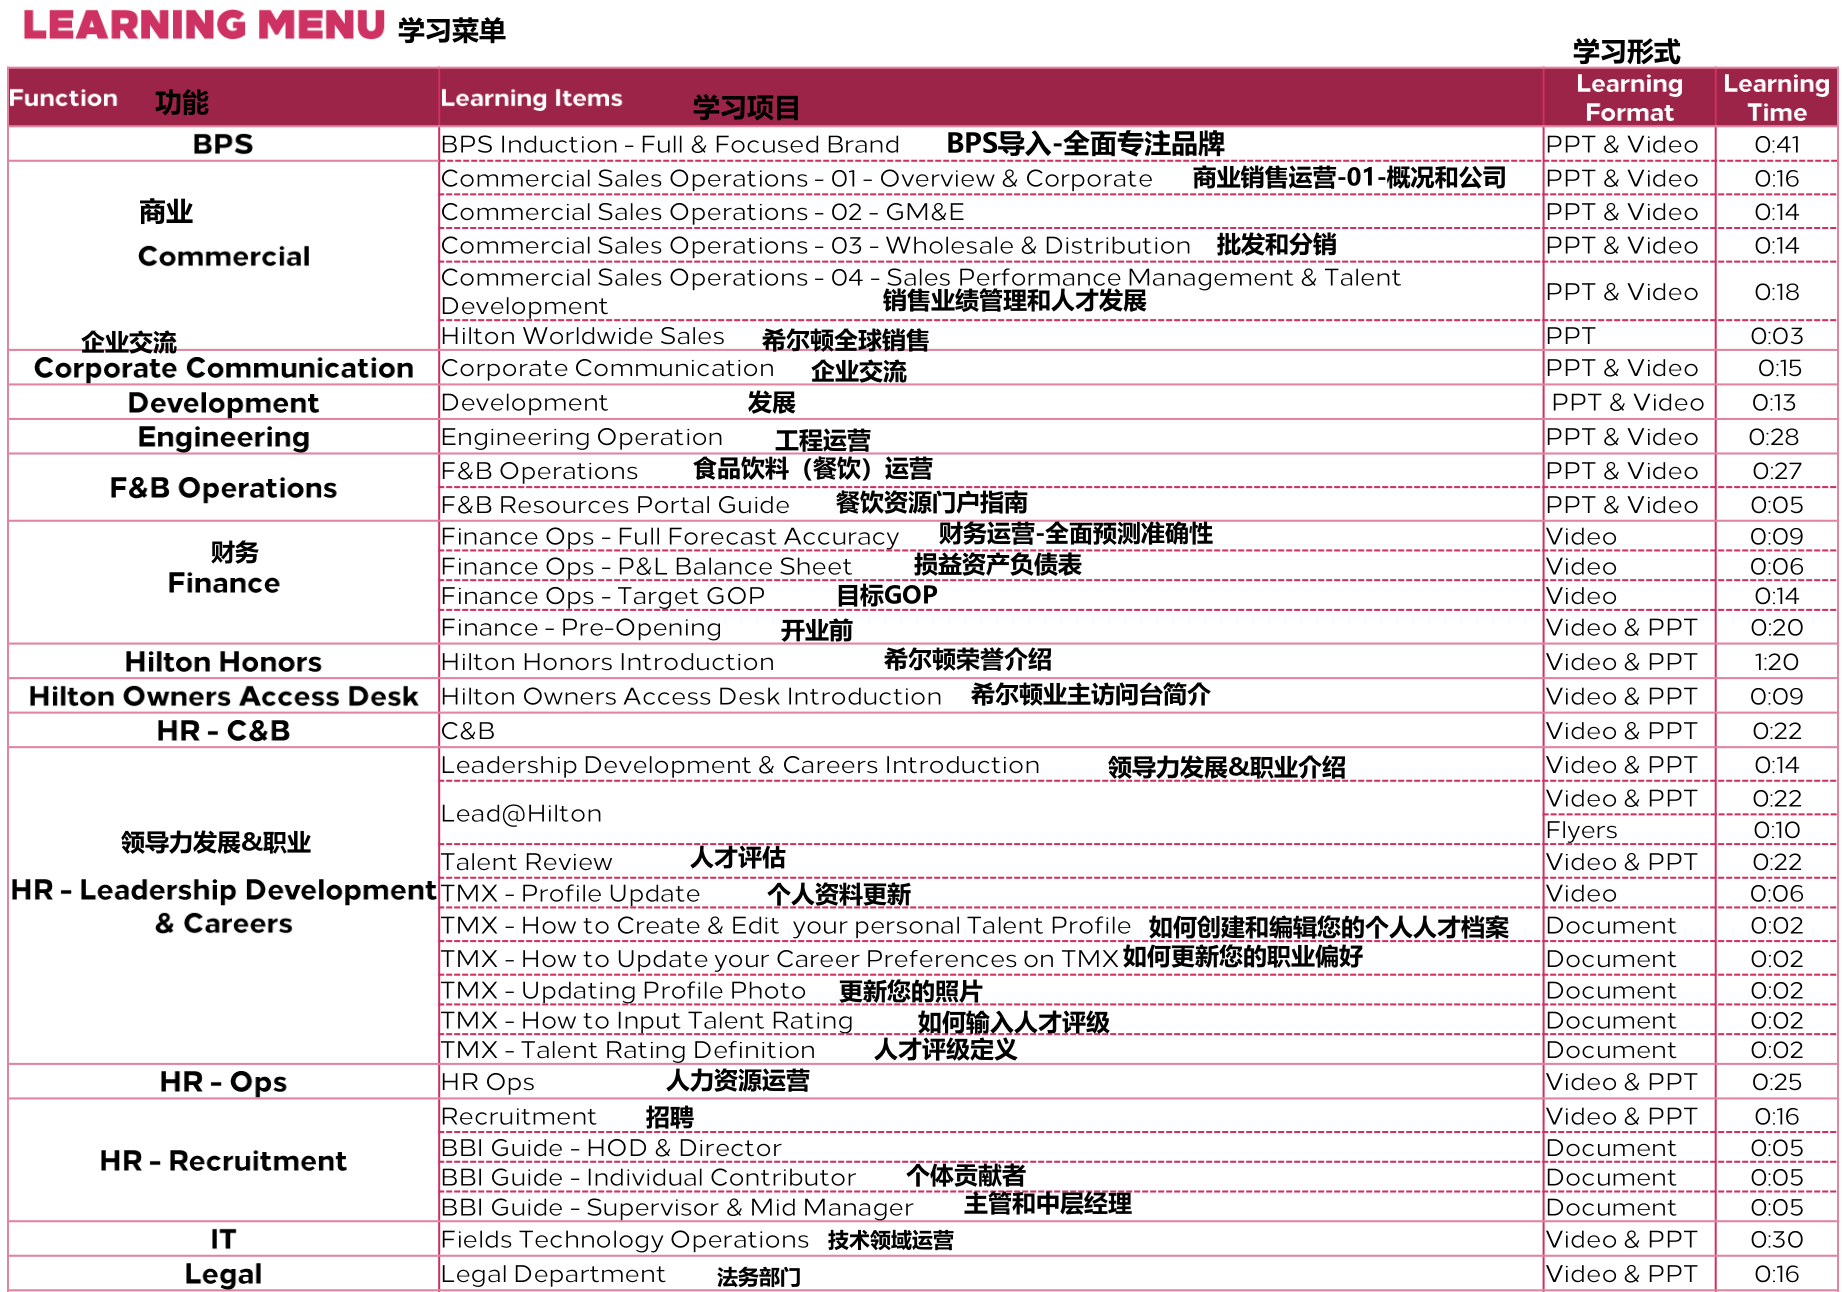 LEARNING MENU 学习菜单
学习形式
Function 功能 Learning Items 学习项目 Learning Format Learning Time
BPS BPS Induction - Full & Focused Brand BPS导入-全面专注品牌 PPT & Video 0:41
Commercial Sales Operations - 01 - Overview & Corporate 商业销售运营-01-概况和公司 PPT & Video 0:16
商业 Commercial Sales Operations - 02 - GM&E PPT & Video 0:14
Commercial Commercial Sales Operations - 03 - Wholesale & Distribution 批发和分销 PPT & Video 0:14
Commercial Sales Operations - 04 - Sales Performance Management & Talent
Development 销售业绩管理和人才发展 PPT & Video 0:18
企业交流 Hilton Worldwide Sales 希尔顿全球销售 PPT 0:03
Corporate Communication Corporate Communication 企业交流 PPT & Video 0:15
Development Development 发展 PPT & Video 0:13
Engineering Engineering Operation 工程运营 PPT & Video 0:28
F&B Operations F&B Operations 食品饮料（餐饮）运营 PPT & Video 0:27
F&B Resources Portal Guide 餐饮资源门户指南 PPT & Video 0:05
财务 Finance Ops - Full Forecast Accuracy 财务运营-全面预测准确性 Video 0:09
Finance Finance Ops - P&L Balance Sheet 损益资产负债表 Video 0:06
Finance Ops - Target GOP 目标GOP Video 0:14
Finance - Pre-Opening 开业前 Video & PPT 0:20
Hilton Honors Hilton Honors Introduction 希尔顿荣誉介绍 Video & PPT 1:20
Hilton Owners Access Desk Hilton Owners Access Desk Introduction 希尔顿业主访问台简介 Video & PPT 0:09
HR - C&B C&B Video & PPT 0:22
Leadership Development & Careers Introduction 领导力发展&职业介绍 Video & PPT 0:14
Lead@Hilton Video & PPT 0:22
Flyers 0:10
领导力发展&职业 Talent Review 人才评估 Video & PPT 0:22
HR - Leadership Development TMX - Profile Update 个人资料更新 Video 0:06
& Careers TMX - How to Create & Edit your personal Talent Profile 如何创建和编辑您的个人人才档案 Document 0:02
TMX - How to Update your Career Preferences on TMX 如何更新您的职业偏好 Document 0:02
TMX - Updating Profile Photo 更新您的照片 Document 0:02
TMX - How to Input Talent Rating 如何输入人才评级 Document 0:02
TMX - Talent Rating Definition 人才评级定义 Document 0:02
HR - Ops HR Ops 人力资源运营 Video & PPT 0:25
Recruitment 招聘 Video & PPT 0:16
HR - Recruitment BBI Guide - HOD & Director Document 0:05
BBI Guide - Individual Contributor 个体贡献者 Document 0:05
BBI Guide - Supervisor & Mid Manager 主管和中层经理 Document 0:05
IT Fields Technology Operations 技术领域运营 Video & PPT 0:30
Legal Legal Department 法务部门 Video & PPT 0:16